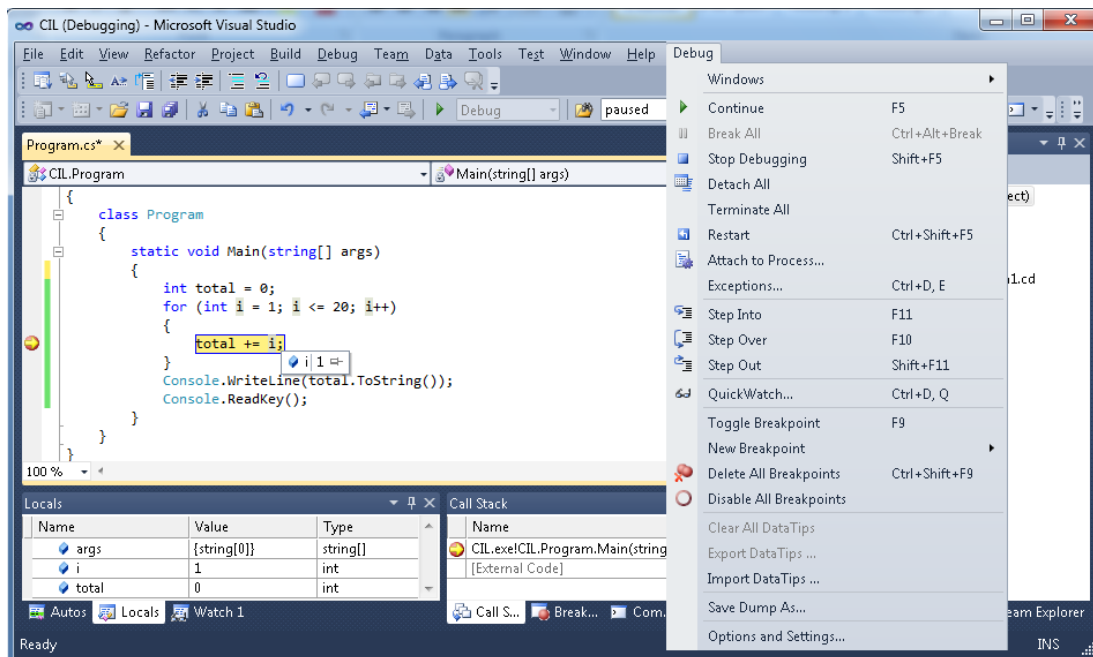 CIL (Debugging) - Microsoft Visual Studio
File Edit View Refactor Project Build Debug Team Data Tools Test Window Help
Debug
paused
Program.cs*
CIL.Program
Main(string[] args)
{
class Program
{
static void Main(string[] args)
{
int total = 0;
for (int i = 1; i <= 20; i++)
{
total += i;
i 1
}
Console.WriteLine(total.ToString());
Console.ReadKey();
}
}
}
100 %
Locals
Name Value Type
args {string[0]} string[]
i 1 int
total 0 int
Autos Locals Watch 1
Call Stack
Name
CIL.exe!CIL.Program.Main(string
[External Code]
Call S... Break... Com.
Ready
Debug
Windows
Continue F5
Break All Ctrl+Alt+Break
Stop Debugging Shift+F5
Detach All
Terminate All
Restart Ctrl+Shift+F5
Attach to Process...
Exceptions... Ctrl+D, E
Step Into F11
Step Over F10
Step Out Shift+F11
QuickWatch... Ctrl+D, Q
Toggle Breakpoint F9
New Breakpoint
Delete All Breakpoints Ctrl+Shift+F9
Disable All Breakpoints
Clear All DataTips
Export DataTips ...
Import DataTips ...
Save Dump As...
Options and Settings...
ect)
1.cd
eam Explorer
INS